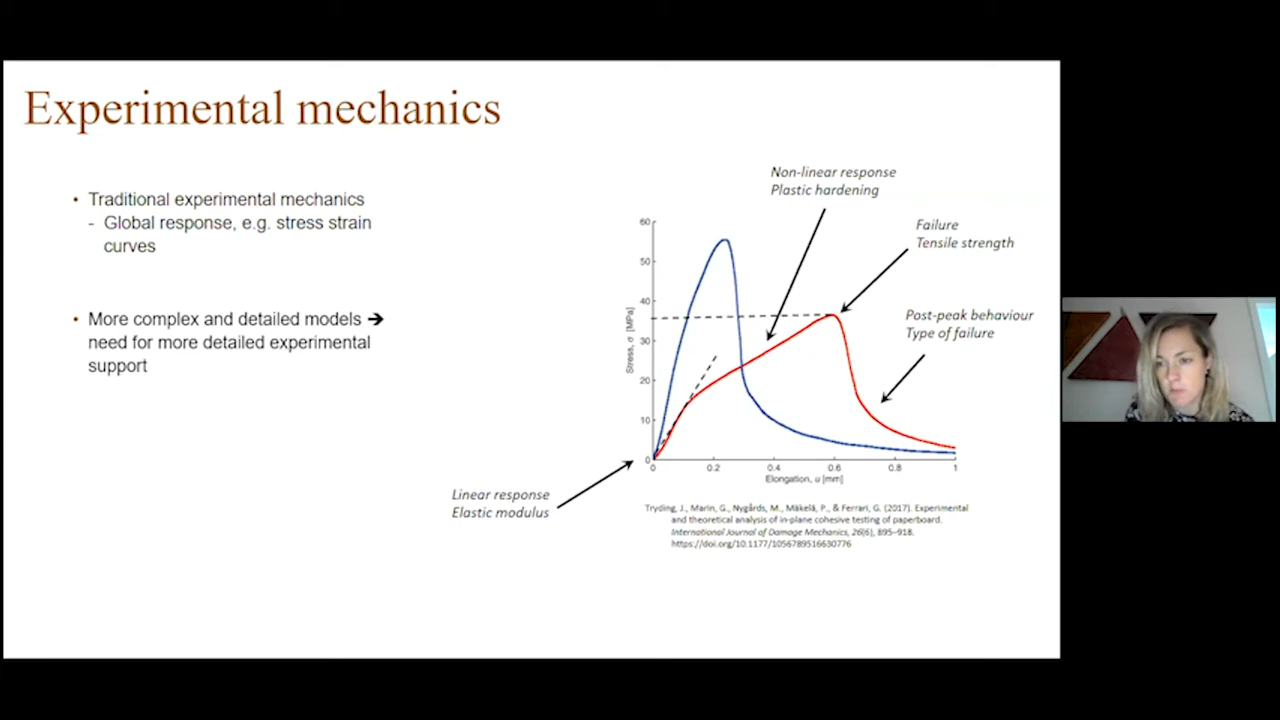 Experimental mechanics
• Traditional experimental mechanics
- Global response, e.g. stress strain
curves
• More complex and detailed models ➔
need for more detailed experimental
support
Non-linear response
Plastic hardening
Failure
Tensile strength
Post-peak behaviour
Type of failure
Linear response
Elastic modulus
60
50
40
30
20
10
0
Stress, σ [MPa]
0 0.2 0.4 0.6 0.8 1
Elongation, u [mm]
Tryding, J., Marin, G., Nygårds, M., Mäkelä, P., & Ferrari, G. (2017). Experimental
and theoretical analysis of in-plane cohesive testing of paperboard.
International Journal of Damage Mechanics, 26(6), 895–918.
https://doi.org/10.1177/1056789516630776